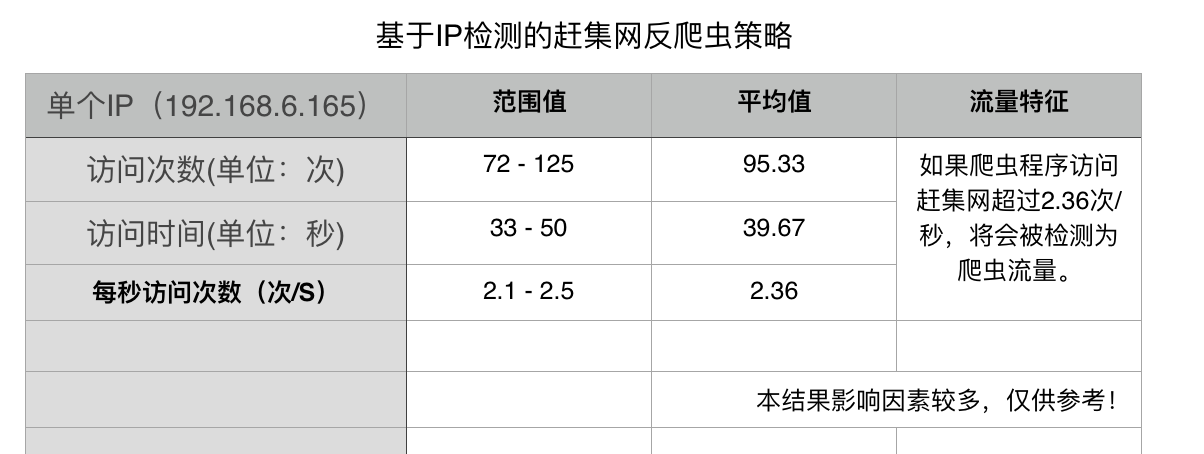 基于IP检测的赶集网反爬虫策略
单个IP（192.168.6.165） 范围值 平均值 流量特征
访问次数(单位：次) 72 - 125 95.33
如果爬虫程序访问
赶集网超过2.36次/
秒，将会被检测为
爬虫流量。
访问时间(单位：秒) 33 - 50 39.67
每秒访问次数（次/S） 2.1 - 2.5 2.36
本结果影响因素较多，仅供参考！